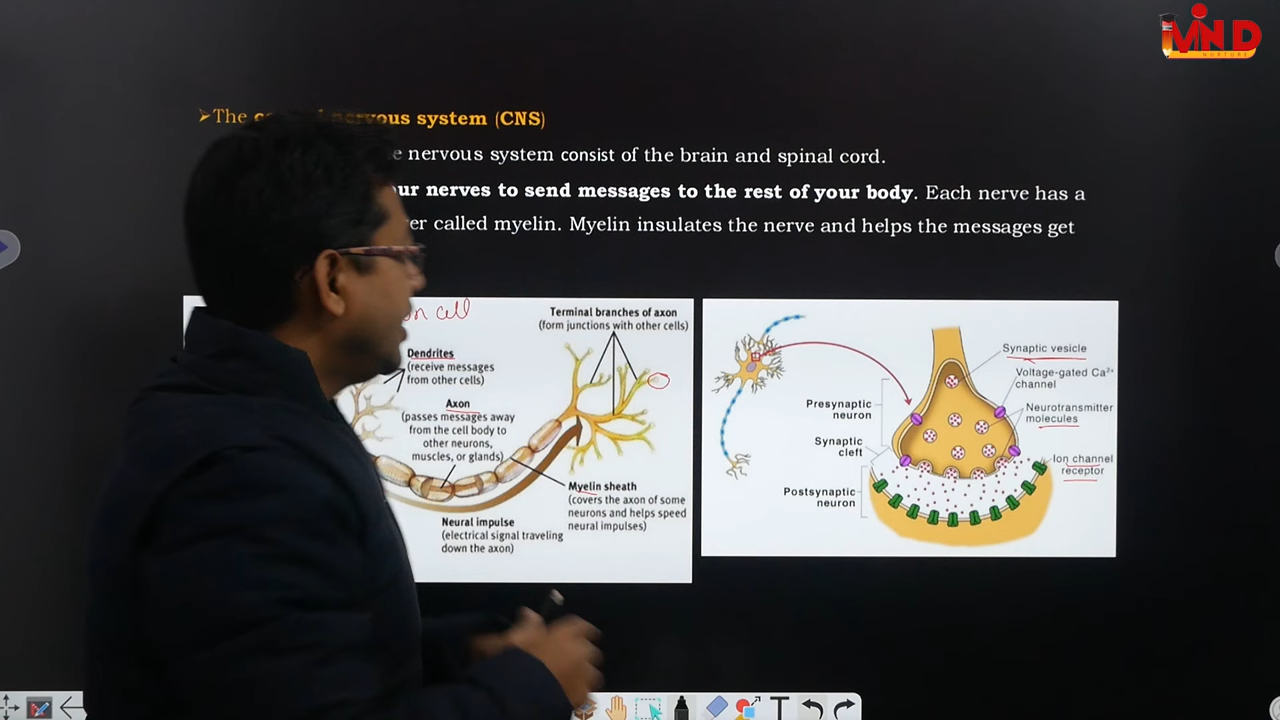 MIND
NURTURE
➤The nervous system (CNS)
nervous system consist of the brain and spinal cord.
our nerves to send messages to the rest of your body. Each nerve has a
called myelin. Myelin insulates the nerve and helps the messages get
cell
Dendrites
(receive messages
from other cells)
Axon
(passes messages away
from the cell body to
other neurons,
muscles, or glands)
Neural impulse
(electrical signal traveling
down the axon)
Terminal branches of axon
(form junctions with other cells)
Myelin sheath
(covers the axon of some
neurons and helps speed
neural impulses)
Presynaptic
neuron
Synaptic
cleft
Postsynaptic
neuron
Synaptic vesicle
Voltage-gated Ca²⁺
channel
Neurotransmitter
molecules
Ion channel
receptor
T